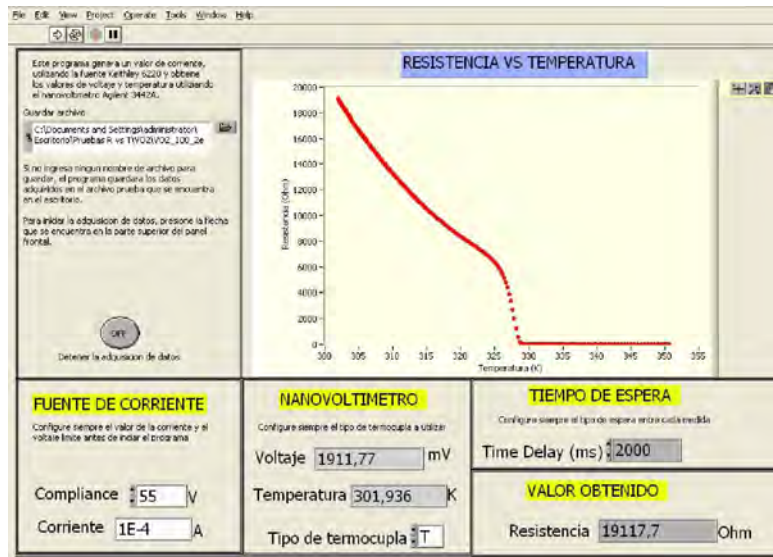 File Edit View Project Operate Tools Window Help
Este programa genera un valor de corriente,
utilizando la fuente Keithley 6220 y obtiene
los valores de voltaje y temperatura utilizando
el nanovoltmetro Agilent 3442A.
Guardar archivo
C:\Documents and Settings\administrator\
Escritorio\Pruebas R vs T\VO2\VO2_100_2e
Si no ingresa ningun nombre de archivo para
guardar, el programa guardara los datos
adquiridos en el archivo prueba que se encuentra
en el escritorio.
Para iniciar la adquisicion de datos, presione la flecha
que se encuentra en la parte superior del panel
frontal.
OFF
Detener la adquisicion de datos
RESISTENCIA VS TEMPERATURA
Resistencia (Ohm)
20000
18000
16000
14000
12000
10000
8000
6000
4000
2000
0
300 305 310 315 320 325 330 335 340 345 350 355
Temperatura (K)
FUENTE DE CORRIENTE
Configure siempre el valor de la corriente y el
voltaje limite antes de iniciar el programa
Compliance 55 V
Corriente 1E-4 A
NANOVOLTIMETRO
Configure siempre el tipo de termocupla a utilizar
Voltaje 1911,77 mV
Temperatura 301,936 K
Tipo de termocupla T
TIEMPO DE ESPERA
Configure siempre el tipo de espera entre cada medida
Time Delay (ms) 2000
VALOR OBTENIDO
Resistencia 19117,7 Ohm